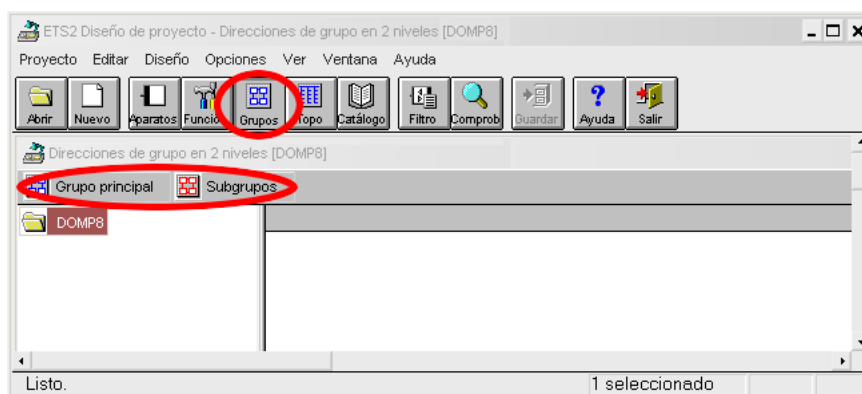 ETS2 Diseño de proyecto - Direcciones de grupo en 2 niveles [DOMP8]
Proyecto Editar Diseño Opciones Ver Ventana Ayuda
Abrir Nuevo Aparatos Funcio Grupos Topo Catálogo Filtro Comprob Guardar Ayuda Salir
Direcciones de grupo en 2 niveles [DOMP8]
Grupo principal Subgrupos
DOMP8
Listo. 1 seleccionado